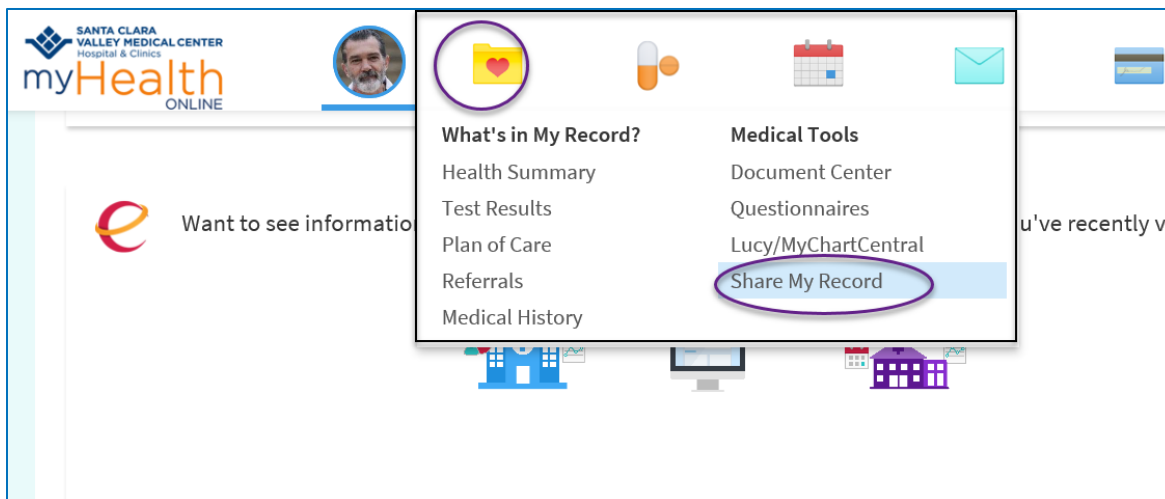 SANTA CLARA
VALLEY MEDICAL CENTER
Hospital & Clinics
myHealth
ONLINE
What's in My Record?
Health Summary
Test Results
Plan of Care
Referrals
Medical History
Medical Tools
Document Center
Questionnaires
Lucy/MyChartCentral
Share My Record
Want to see
u've recently